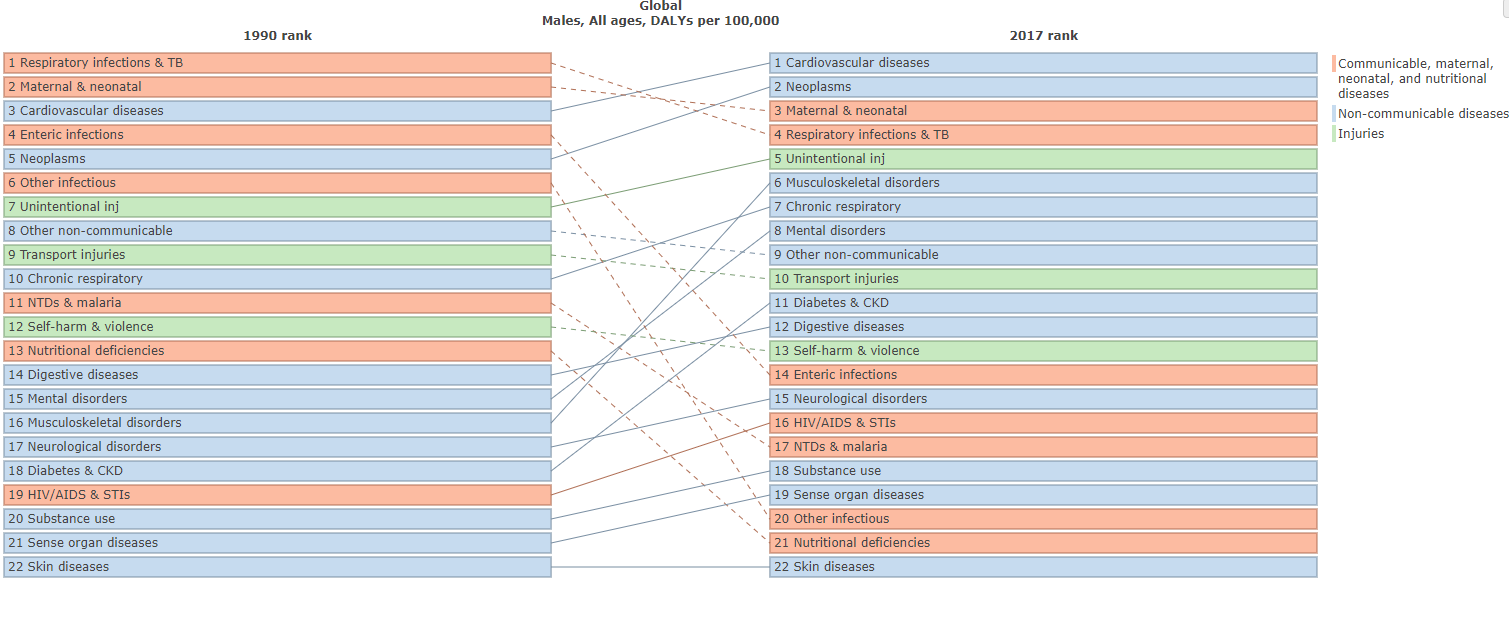 Global
Males, All ages, DALYs per 100,000
1990 rank
2017 rank
1 Respiratory infections & TB
2 Maternal & neonatal
3 Cardiovascular diseases
4 Enteric infections
5 Neoplasms
6 Other infectious
7 Unintentional inj
8 Other non-communicable
9 Transport injuries
10 Chronic respiratory
11 NTDs & malaria
12 Self-harm & violence
13 Nutritional deficiencies
14 Digestive diseases
15 Mental disorders
16 Musculoskeletal disorders
17 Neurological disorders
18 Diabetes & CKD
19 HIV/AIDS & STIs
20 Substance use
21 Sense organ diseases
22 Skin diseases
1 Cardiovascular diseases
2 Neoplasms
3 Maternal & neonatal
4 Respiratory infections & TB
5 Unintentional inj
6 Musculoskeletal disorders
7 Chronic respiratory
8 Mental disorders
9 Other non-communicable
10 Transport injuries
11 Diabetes & CKD
12 Digestive diseases
13 Self-harm & violence
14 Enteric infections
15 Neurological disorders
16 HIV/AIDS & STIs
17 NTDs & malaria
18 Substance use
19 Sense organ diseases
20 Other infectious
21 Nutritional deficiencies
22 Skin diseases
Communicable, maternal,
neonatal, and nutritional
diseases
Non-communicable diseases
Injuries